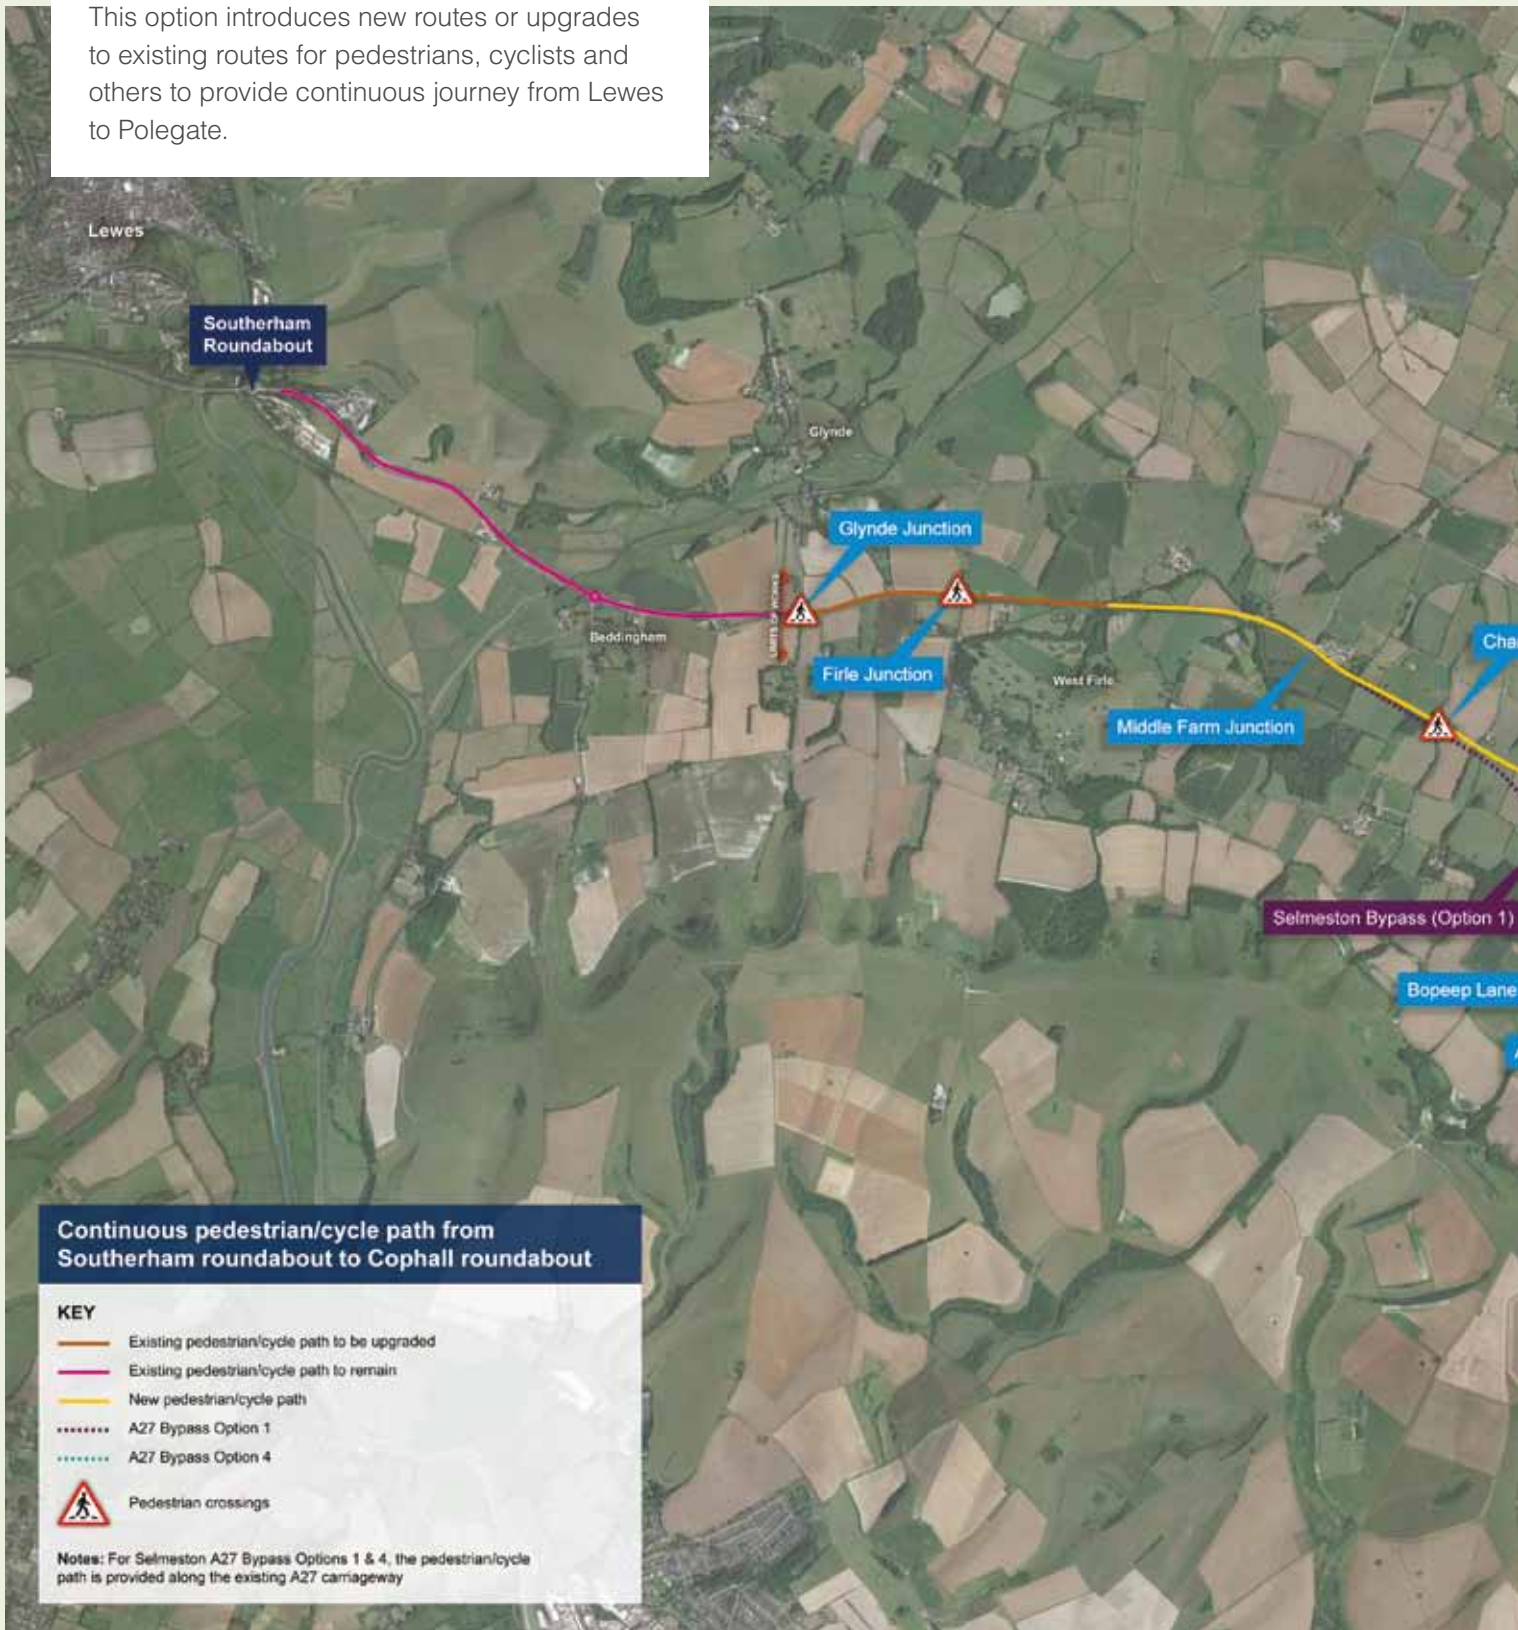 This option introduces new routes or upgrades
to existing routes for pedestrians, cyclists and
others to provide continuous journey from Lewes
to Polegate.
Lewes
Southerham
Roundabout
Glynde
Glynde Junction
LIMITS OF WORKS
Beddingham
Firle Junction
West Firle
Middle Farm Junction
Cha
Selmeston Bypass (Option 1)
Bopeep Lane
Continuous pedestrian/cycle path from
Southerham roundabout to Cophall roundabout
KEY
Existing pedestrian/cycle path to be upgraded
Existing pedestrian/cycle path to remain
New pedestrian/cycle path
A27 Bypass Option 1
A27 Bypass Option 4
Pedestrian crossings
Notes: For Selmeston A27 Bypass Options 1 & 4, the pedestrian/cycle
path is provided along the existing A27 carriageway